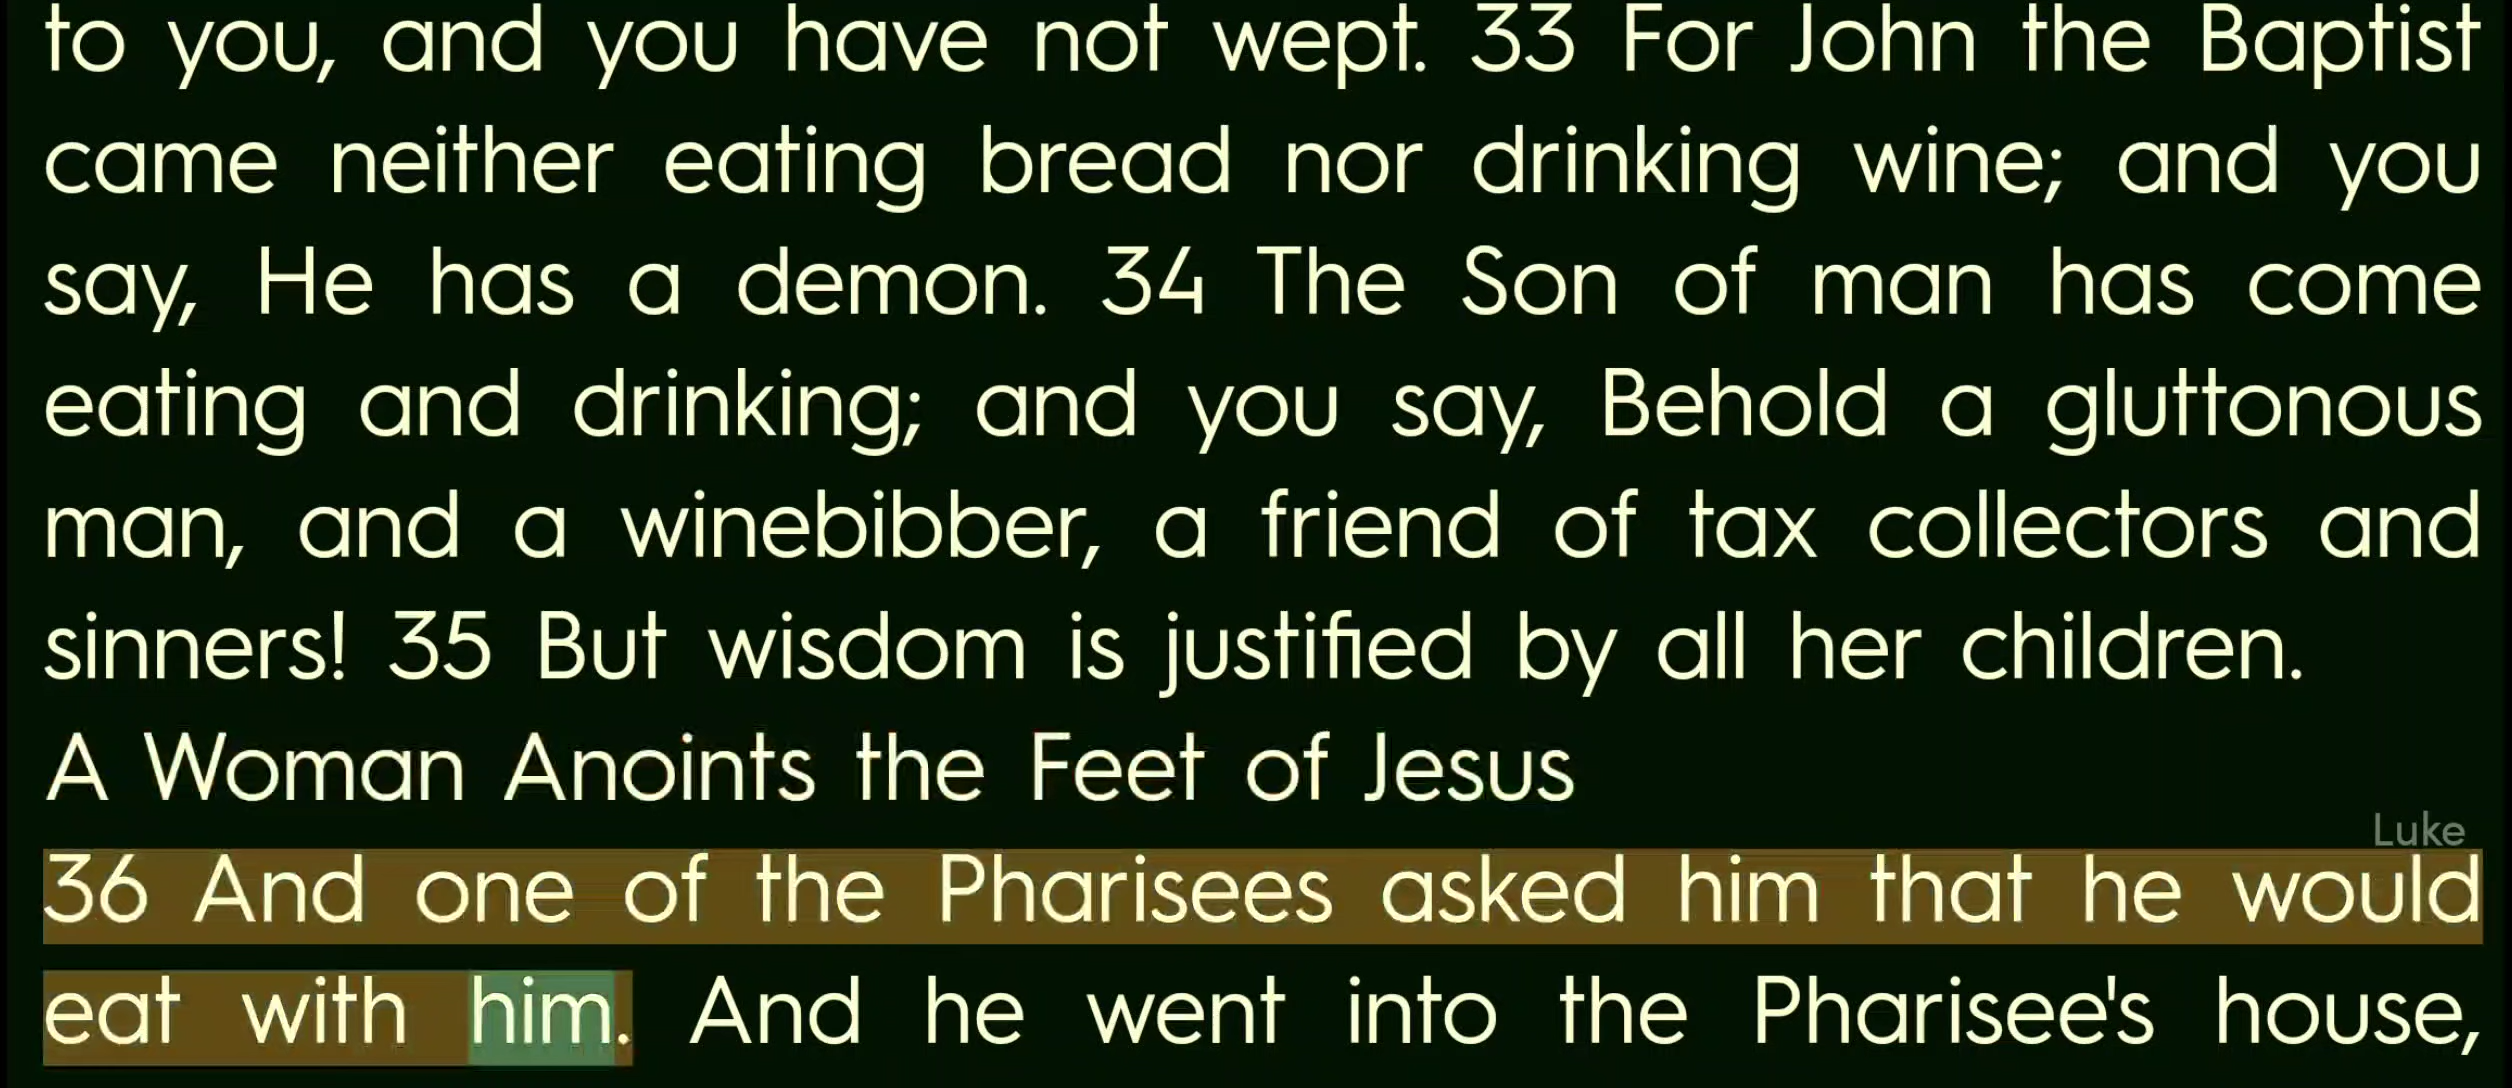 to you, and you have not wept. 33 For John the Baptist
came neither eating bread nor drinking wine; and you
say, He has a demon. 34 The Son of man has come
eating and drinking; and you say, Behold a gluttonous
man, and a winebibber, a friend of tax collectors and
sinners! 35 But wisdom is justified by all her children.
A Woman Anoints the Feet of Jesus
Luke
36 And one of the Pharisees asked him that he would
eat with him. And he went into the Pharisee's house,